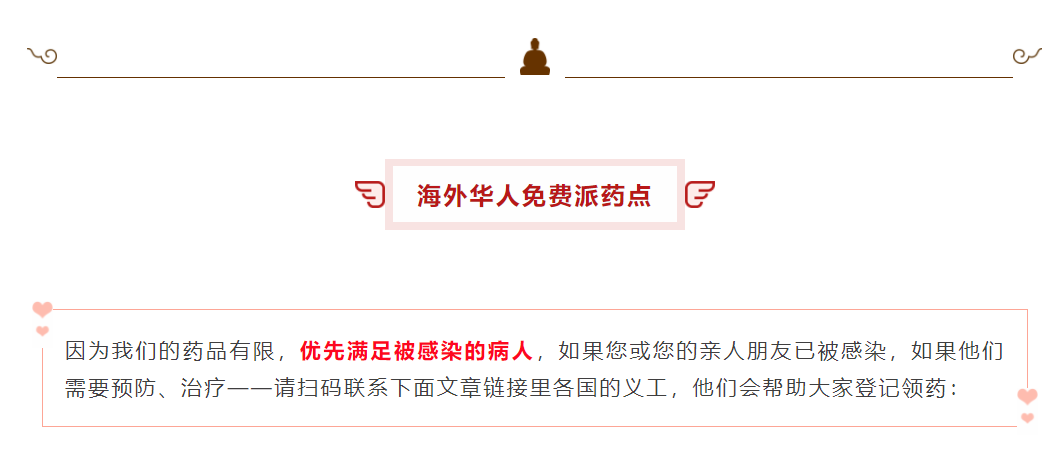 海外华人免费派药点
因为我们的药品有限，优先满足被感染的病人，如果您或您的亲人朋友已被感染，如果他们
需要预防、治疗——请扫码联系下面文章链接里各国的义工，他们会帮助大家登记领药：